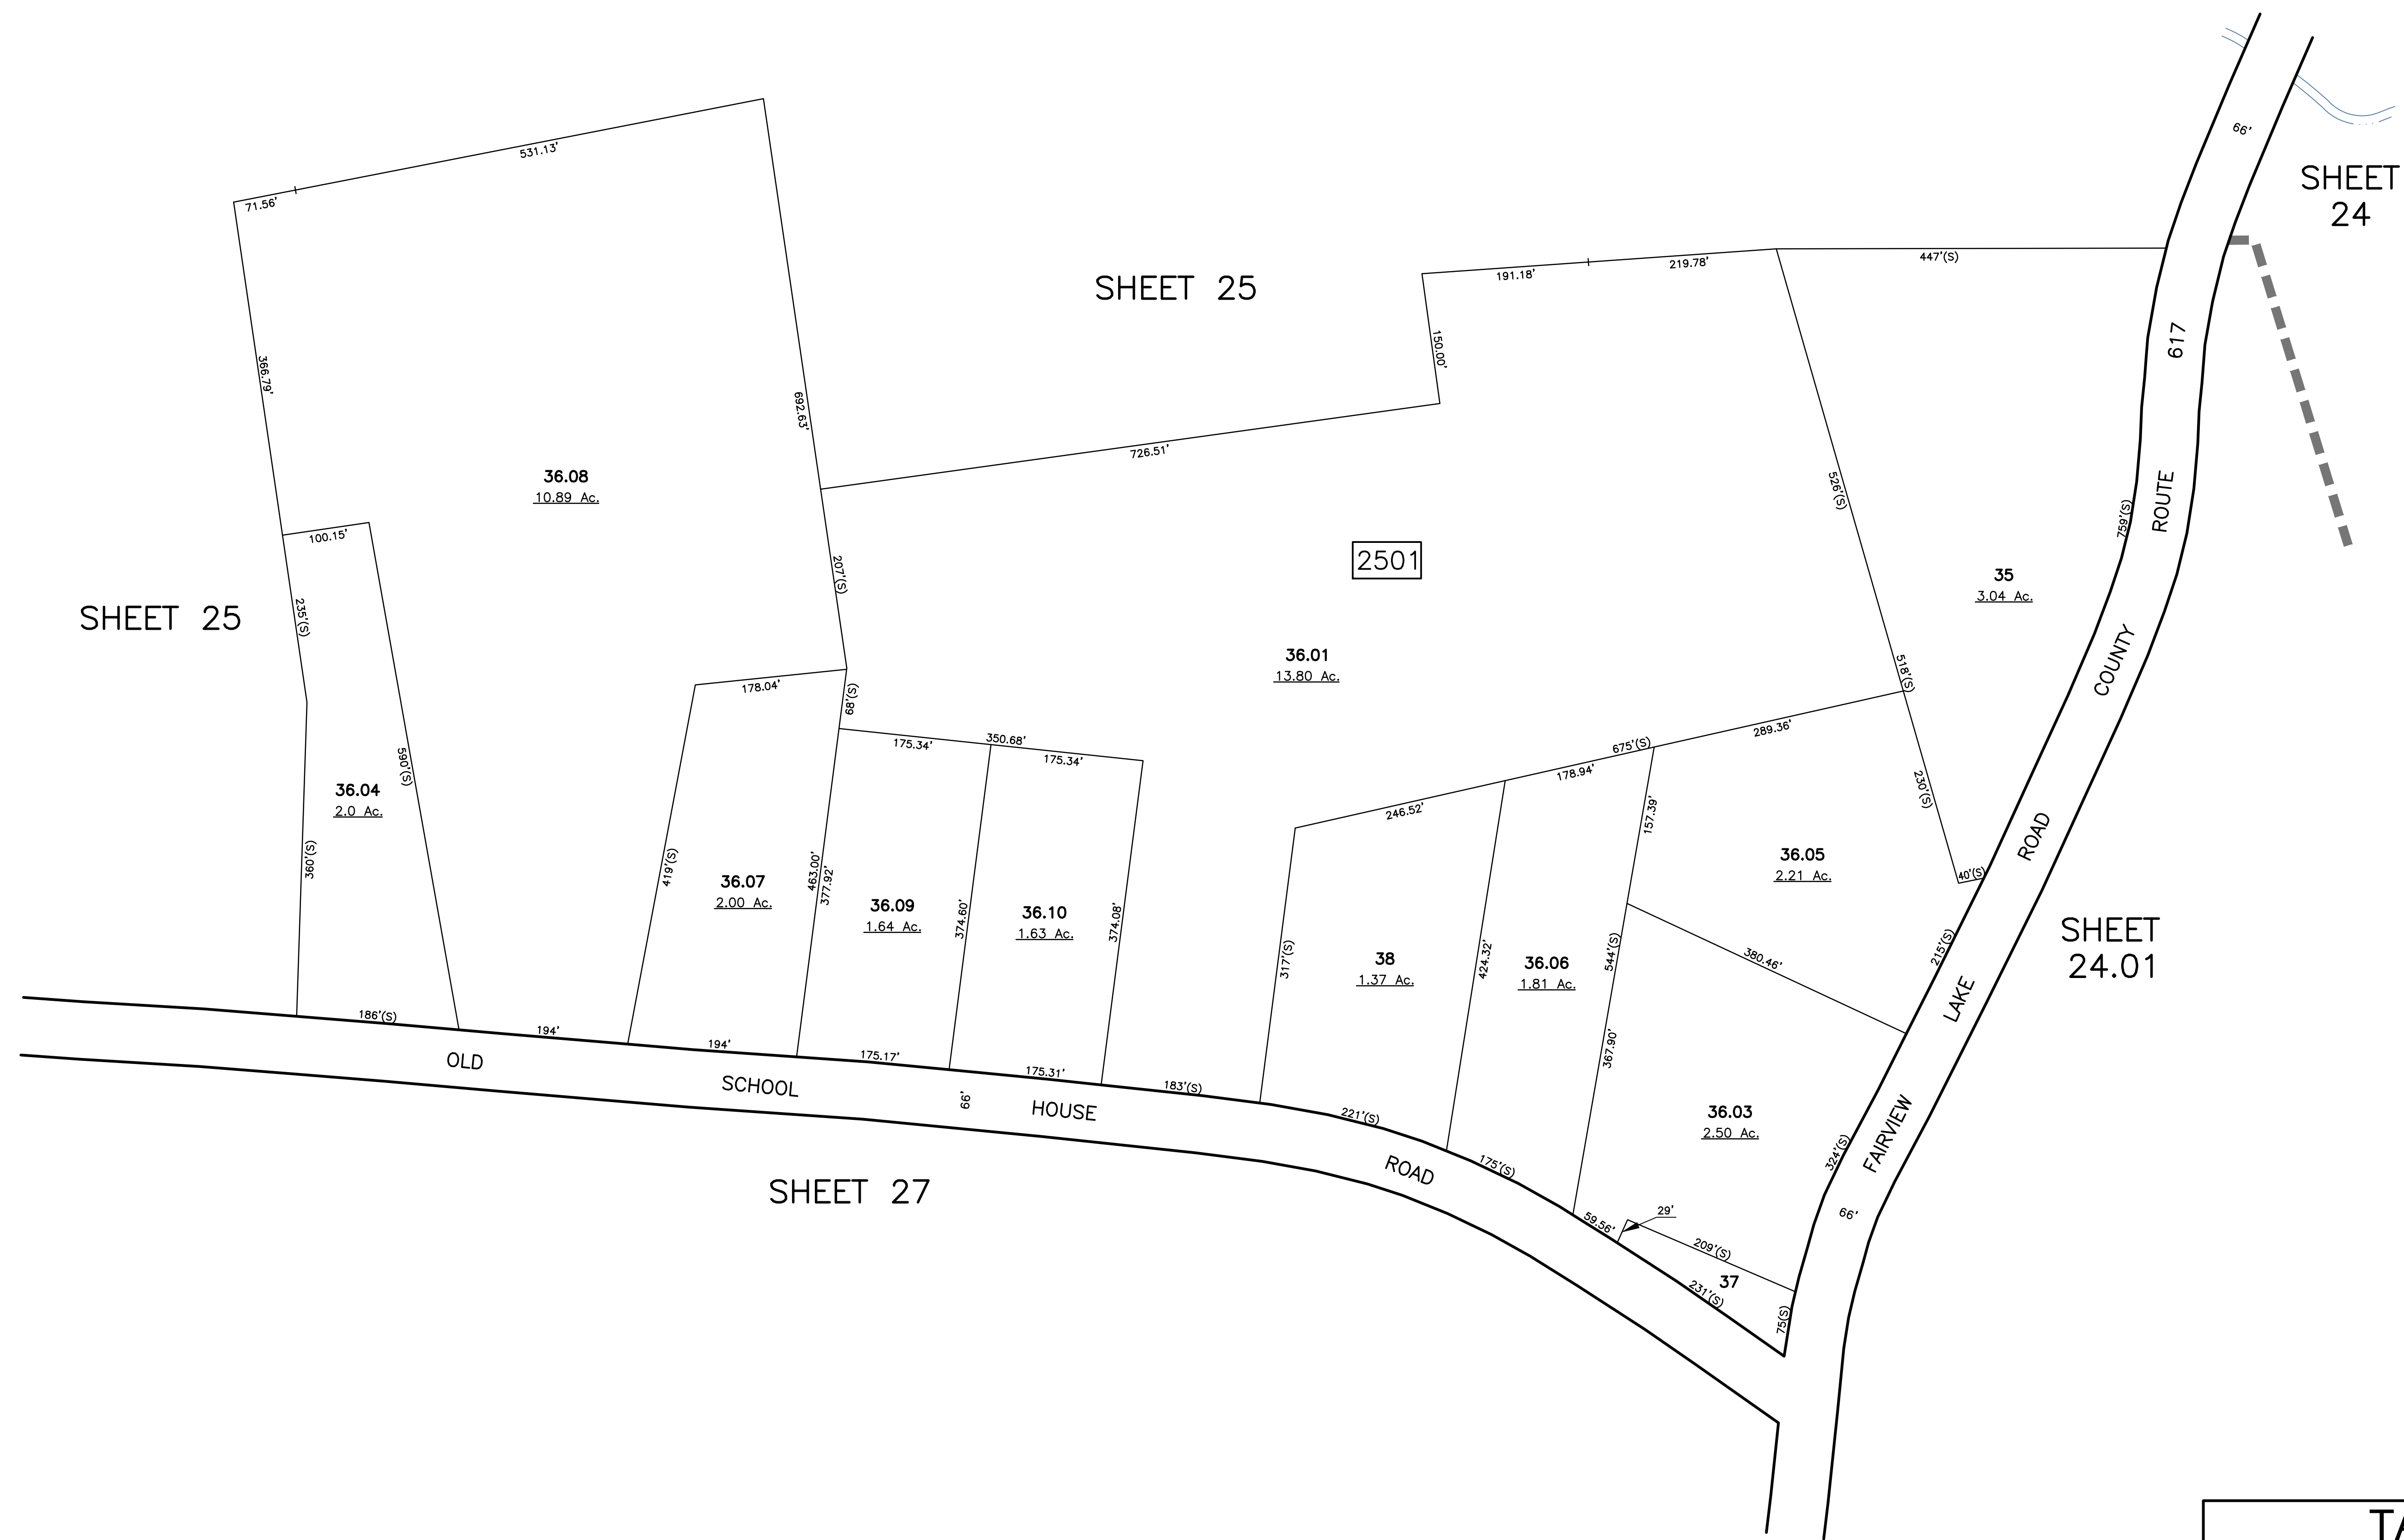 66'
SHEET
24
531.13'
71.56'
SHEET 25
191.18'
219.78'
447'(S)
617
150.00'
366.79'
692.63'
726.51'
36.08
10.89 Ac.
526'(S)
ROUTE
759'(S)
100.15'
2501
207'(S)
35
3.04 Ac.
SHEET 25
235'(S)
36.01
13.80 Ac.
COUNTY
518'(S)
178.04'
68'(S)
175.34'
350.68'
175.34'
289.36'
675'(S)
178.94'
246.52'
590'(S)
36.04
2.0 Ac.
157.39'
230'(S)
ROAD
360'(S)
419'(S)
36.07
2.00 Ac.
463.00'
377.92'
36.09
1.64 Ac.
374.60'
36.10
1.63 Ac.
374.08'
36.05
2.21 Ac.
40'(S)
317'(S)
38
1.37 Ac.
424.32'
36.06
1.81 Ac.
544'(S)
380.46'
215'(S)
SHEET
24.01
LAKE
186'(S)
194'
194'
175.17'
175.31'
183'(S)
367.90'
OLD
SCHOOL
66'
HOUSE
ROAD
221'(S)
175'(S)
36.03
2.50 Ac.
324'(S)
FAIRVIEW
SHEET 27
66'
59.56'
29'
209'(S)
37
231'(S)
75(S)
TA